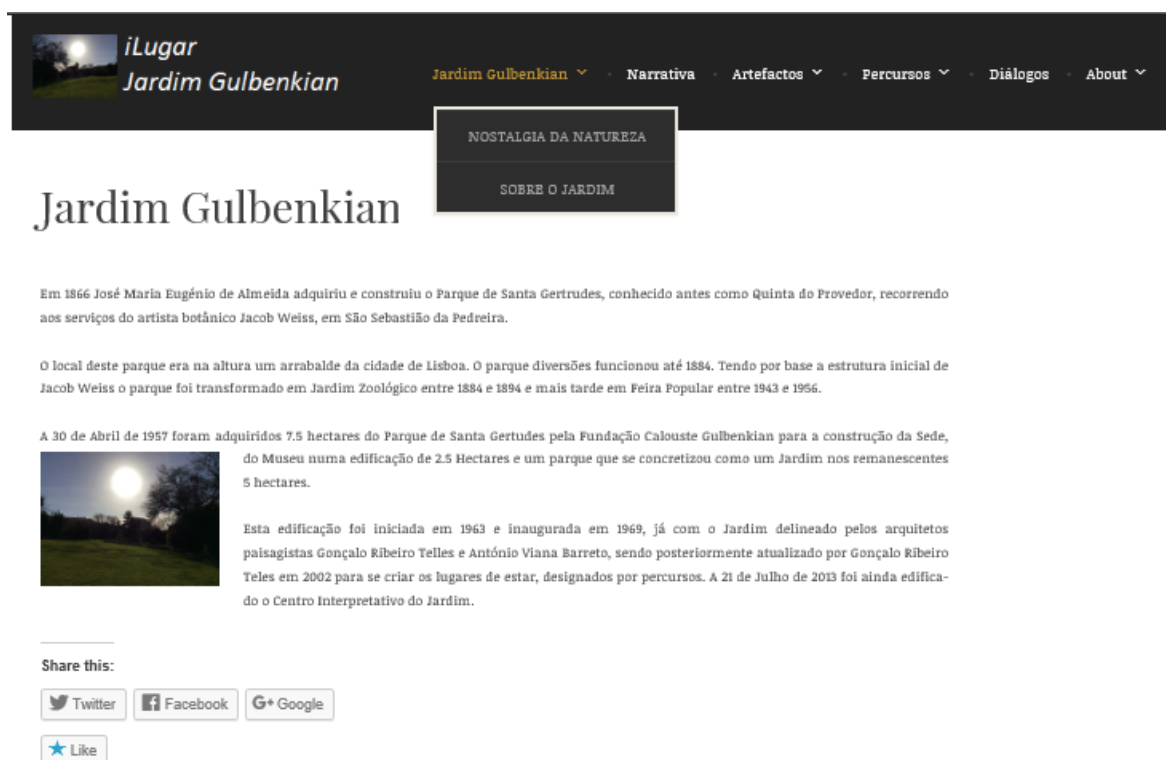 iLugar
Jardim Gulbenkian
Jardim Gulbenkian Narrativa Artefactos Percursos Diálogos About
NOSTALGIA DA NATUREZA
SOBRE O JARDIM
Jardim Gulbenkian
Em 1866 José Maria Eugénio de Almeida adquiriu e construiu o Parque de Santa Gertrudes, conhecido antes como Quinta do Provedor, recorrendo
aos serviços do artista botânico Jacob Weiss, em São Sebastião da Pedreira.
O local deste parque era na altura um arrabalde da cidade de Lisboa. O parque diversões funcionou até 1884. Tendo por base a estrutura inicial de
Jacob Weiss o parque foi transformado em Jardim Zoológico entre 1884 e 1894 e mais tarde em Feira Popular entre 1943 e 1956.
A 30 de Abril de 1957 foram adquiridos 7.5 hectares do Parque de Santa Gertudes pela Fundação Calouste Gulbenkian para a construção da Sede,
do Museu numa edificação de 2.5 Hectares e um parque que se concretizou como um Jardim nos remanescentes
5 hectares.
Esta edificação foi iniciada em 1963 e inaugurada em 1969, já com o Jardim delineado pelos arquitetos
paisagistas Gonçalo Ribeiro Telles e António Viana Barreto, sendo posteriormente atualizado por Gonçalo Ribeiro
Teles em 2002 para se criar os lugares de estar, designados por percursos. A 21 de Julho de 2013 foi ainda edifica-
do o Centro Interpretativo do Jardim.
Share this:
Twitter Facebook G+ Google
Like